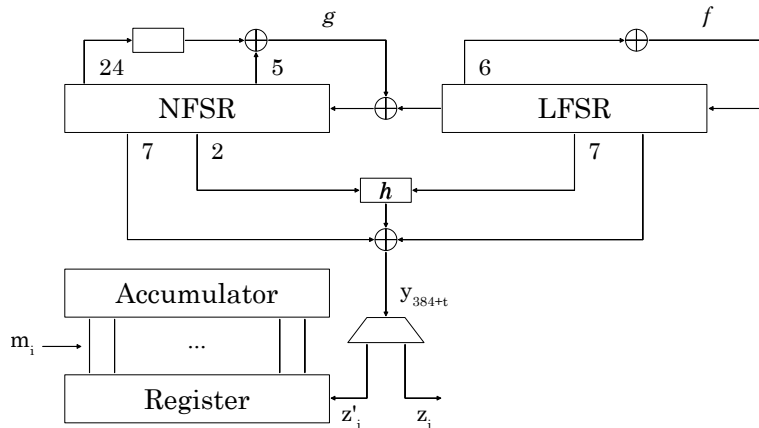 g
f
24
5
6
NFSR
LFSR
7
2
7
h
Accumulator
y384+t
mi
...
Register
z'i
zi